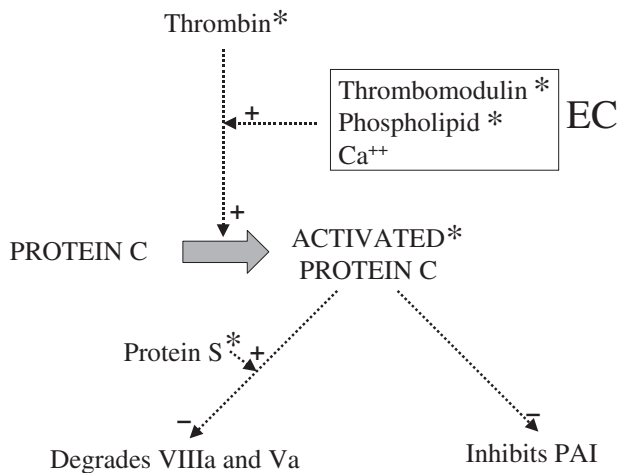 Thrombin*
+
Thrombomodulin *
Phospholipid *
Ca++
EC
+
PROTEIN C
ACTIVATED*
PROTEIN C
Protein S*
+
−
Degrades VIIIa and Va
−
Inhibits PAI